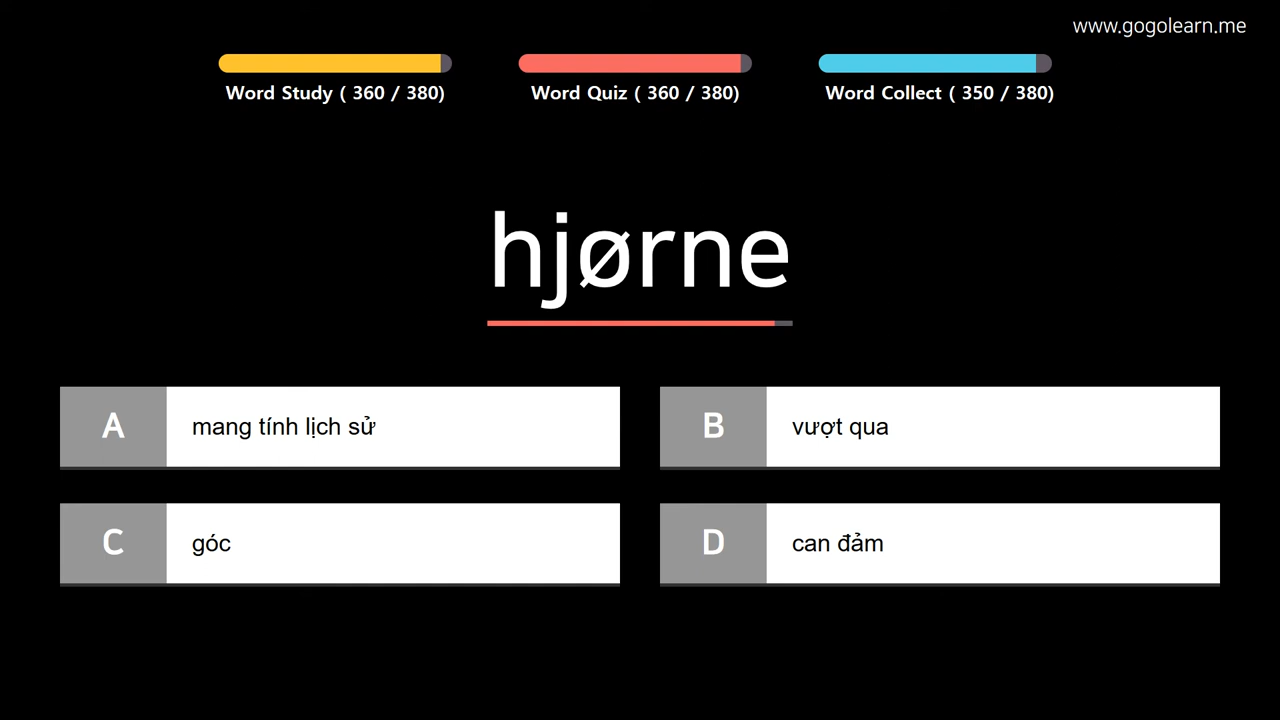 www.gogolearn.me
Word Study ( 360 / 380)
Word Quiz ( 360 / 380)
Word Collect ( 350 / 380)
hjørne
A
mang tính lịch sử
B
vượt qua
C
góc
D
can đảm